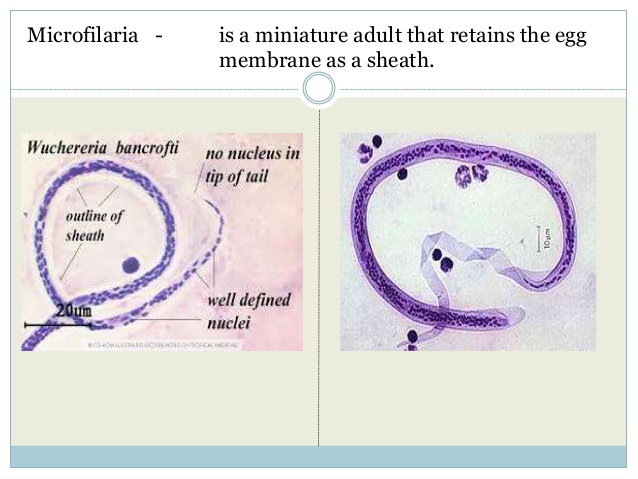 Microfilaria - is a miniature adult that retains the egg
membrane as a sheath.
Wuchereria bancrofti
no nucleus in
tip of tail
outline of
sheath
20um
well defined
nuclei
10µm